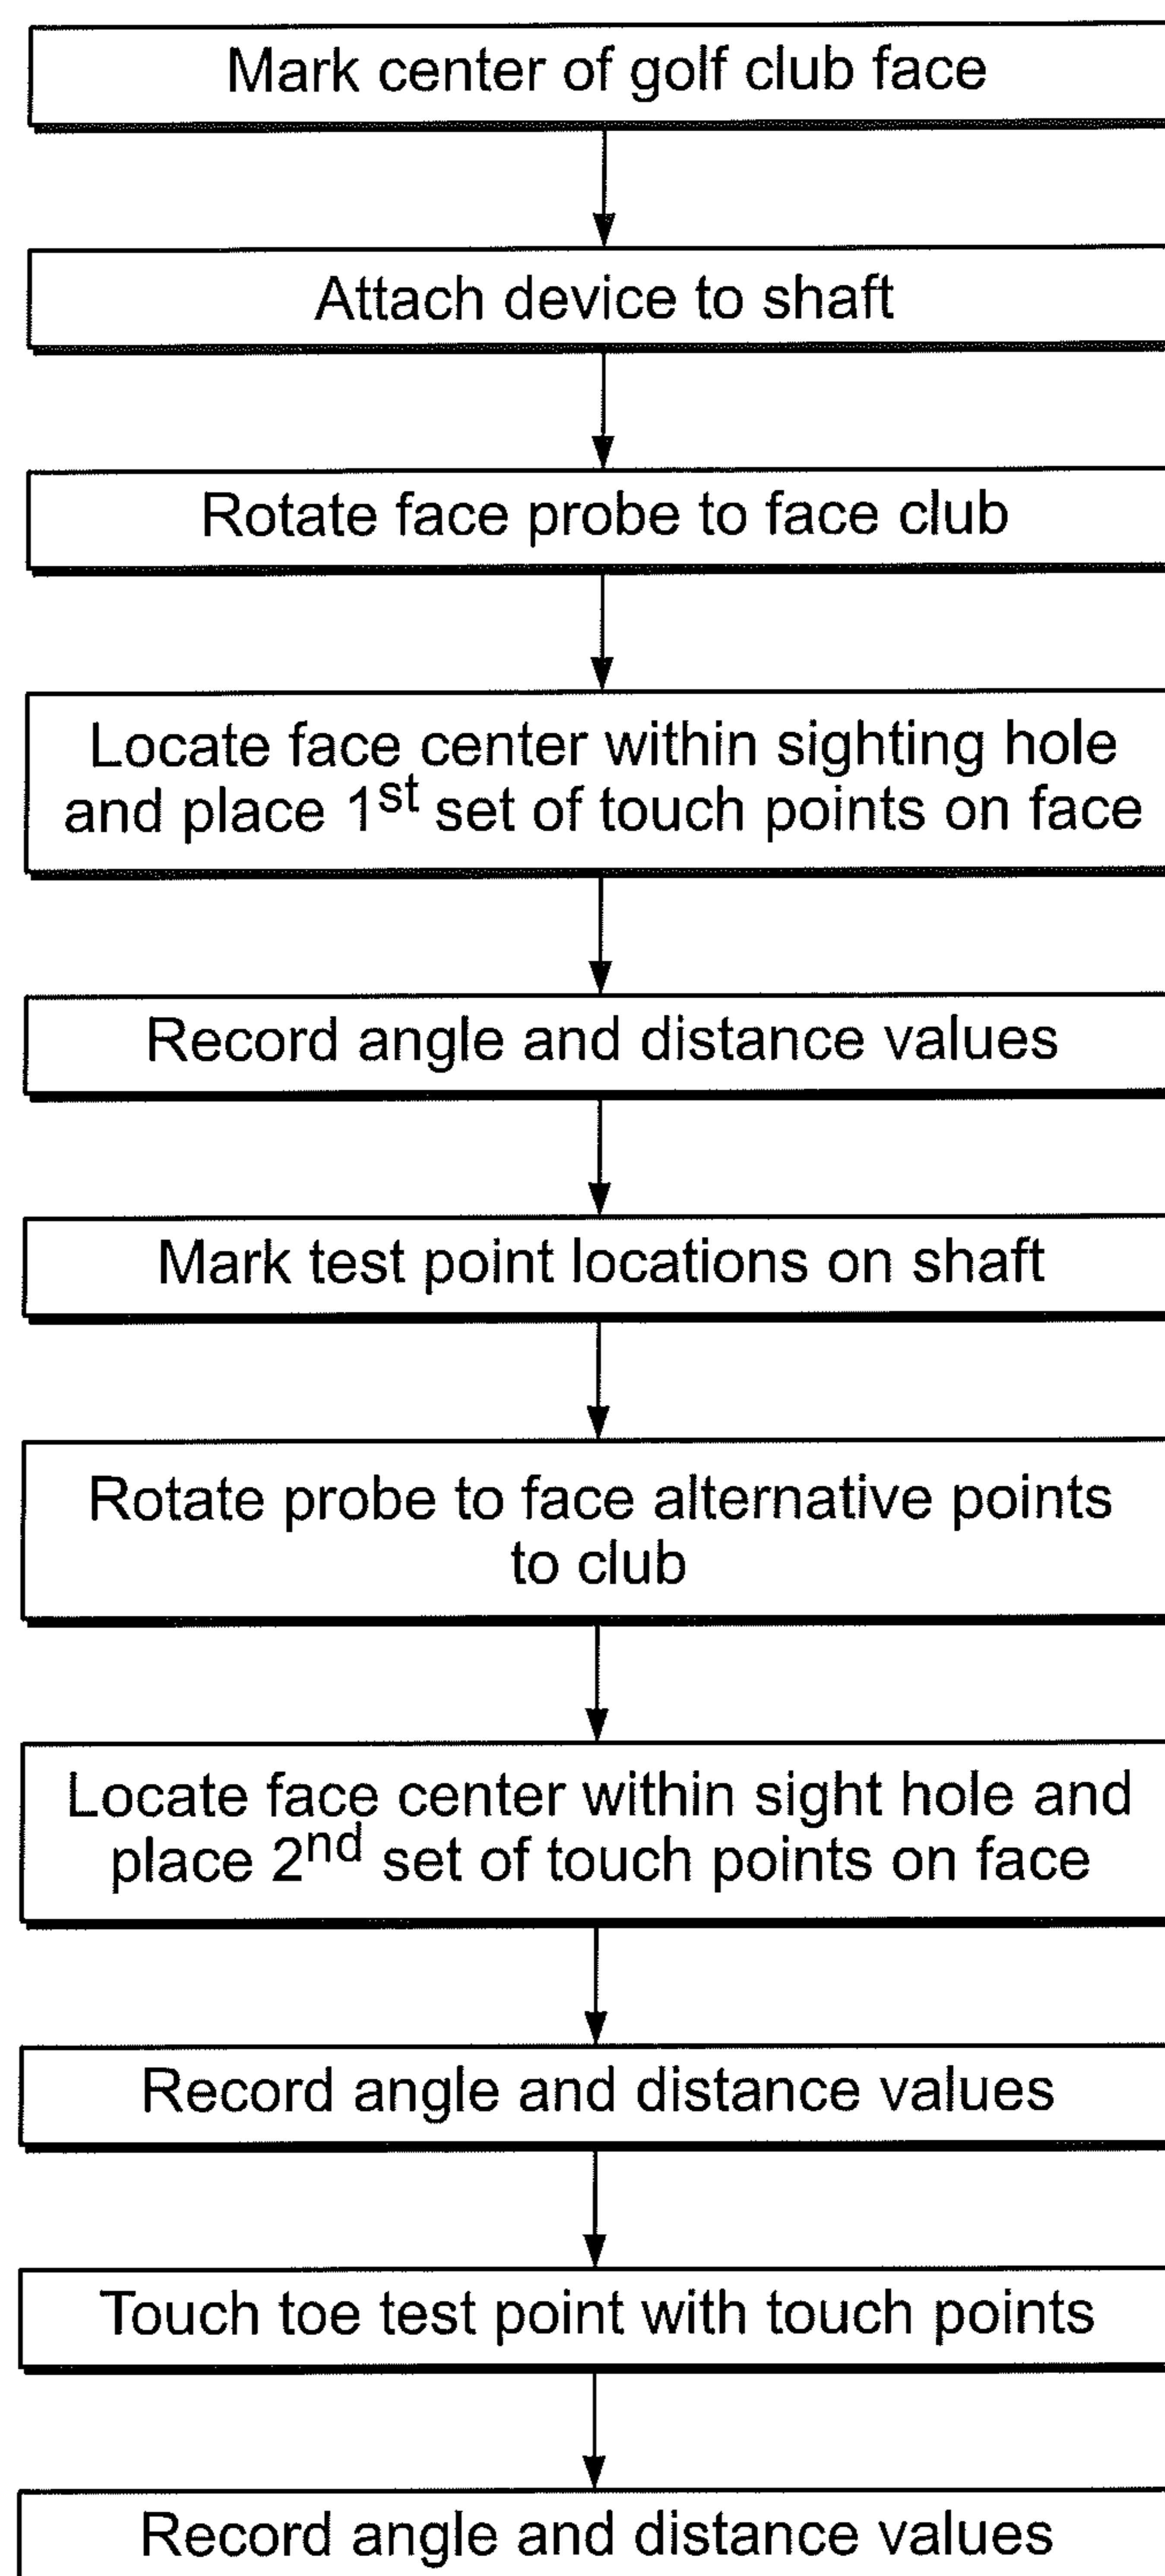 Mark center of golf club face
Attach device to shaft
Rotate face probe to face club
Locate face center within sighting hole
and place 1st set of touch points on face
Record angle and distance values
Mark test point locations on shaft
Rotate probe to face alternative points
to club
Locate face center within sight hole and
place 2nd set of touch points on face
Record angle and distance values
Touch toe test point with touch points
Record angle and distance values